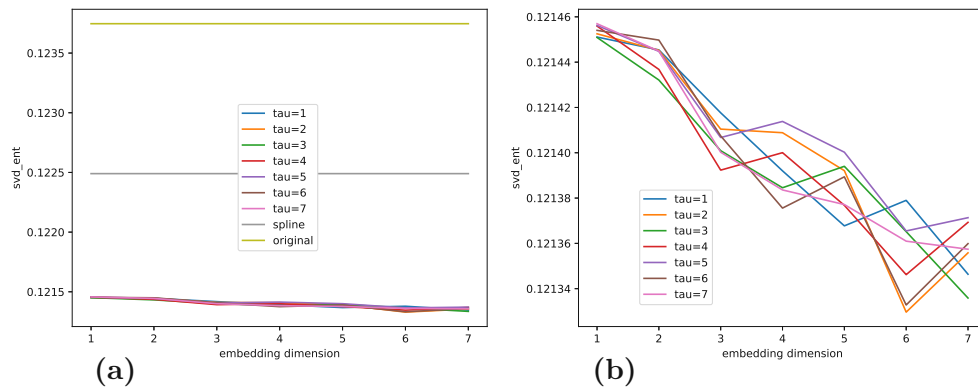 0.1235
0.1230
0.1225
0.1220
0.1215
svd_ent
tau=1
tau=2
tau=3
tau=4
tau=5
tau=6
tau=7
spline
original
1 2 3 4 5 6 7
embedding dimension
(a)
0.12146
0.12144
0.12142
0.12140
0.12138
0.12136
0.12134
svd_ent
tau=1
tau=2
tau=3
tau=4
tau=5
tau=6
tau=7
1 2 3 4 5 6 7
embedding dimension
(b)